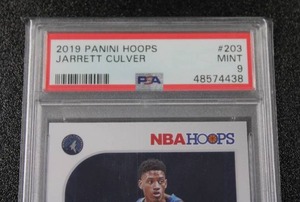 2019 PANINI HOOPS #203
JARRETT CULVER MINT
PSA 9
48574438
NBA HOOPS